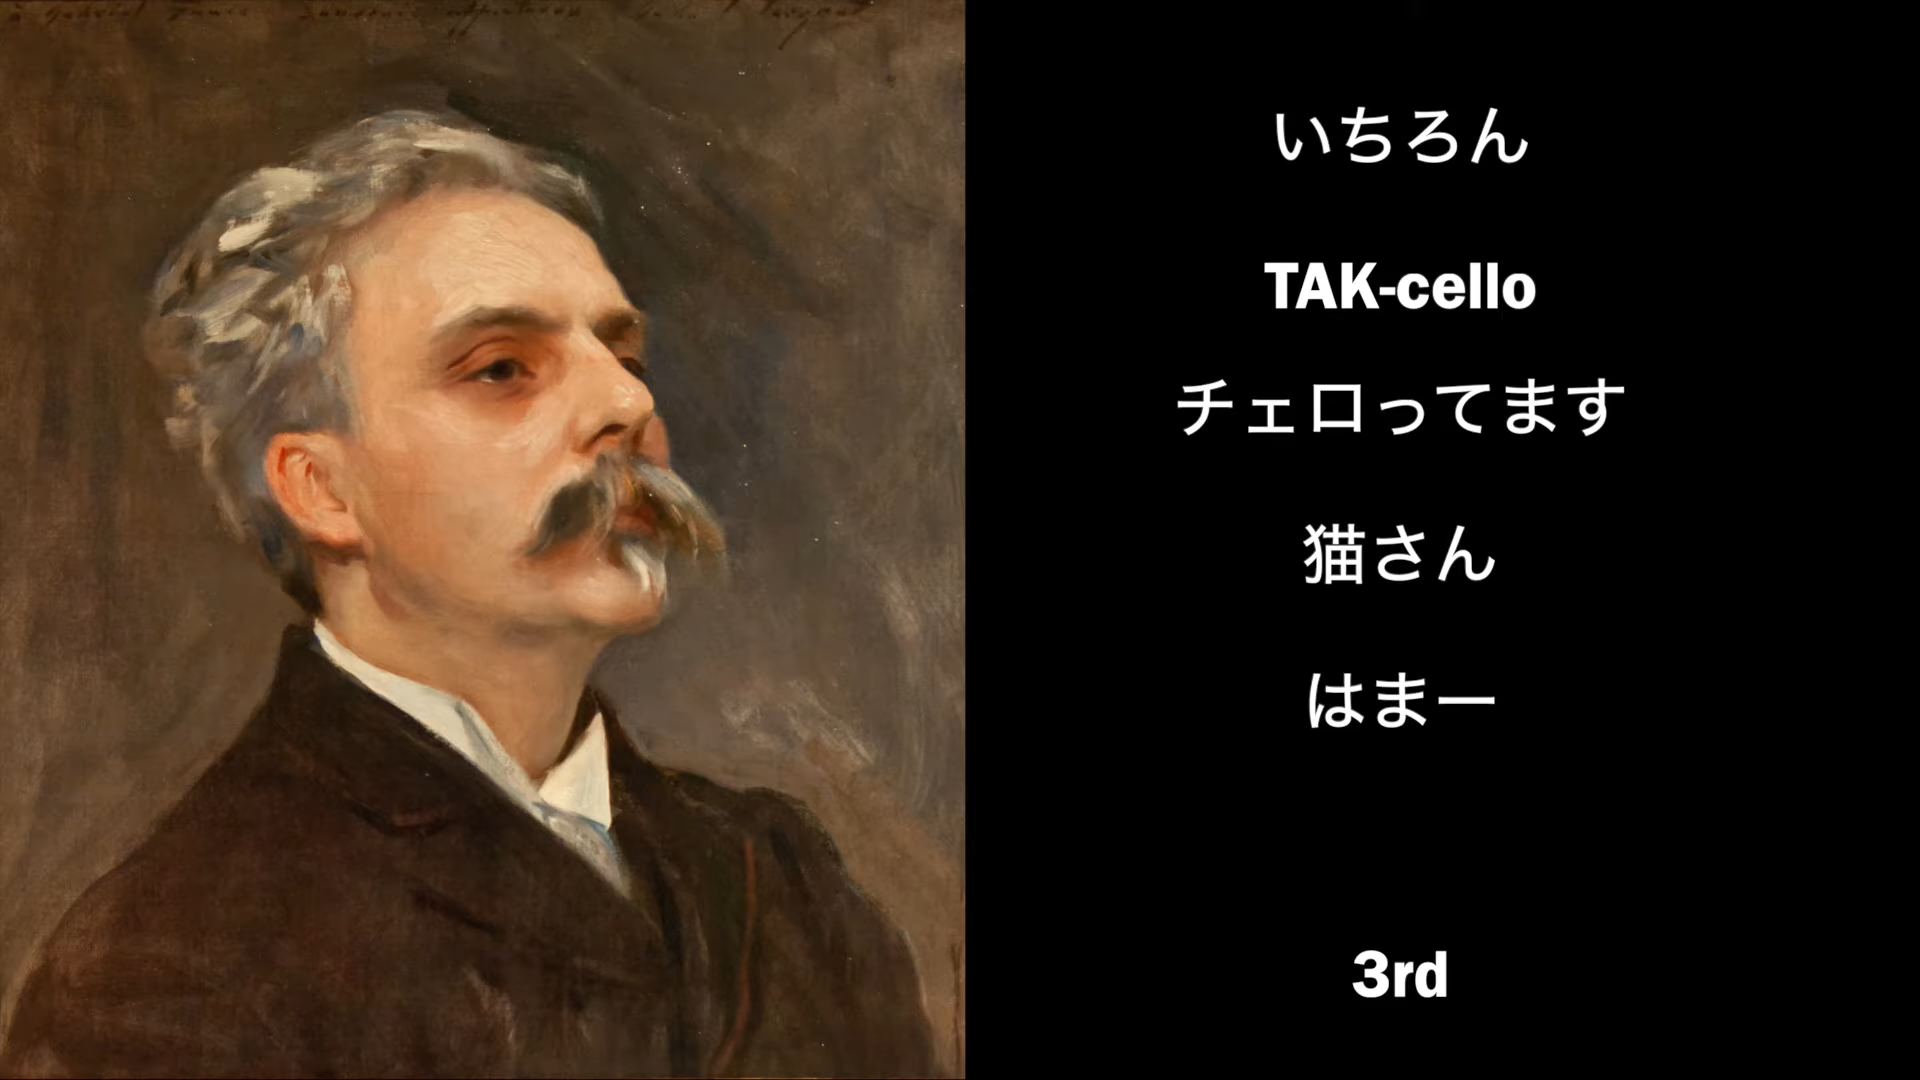 いちろん
TAK-cello
チェロってます
猫さん
はまー
3rd